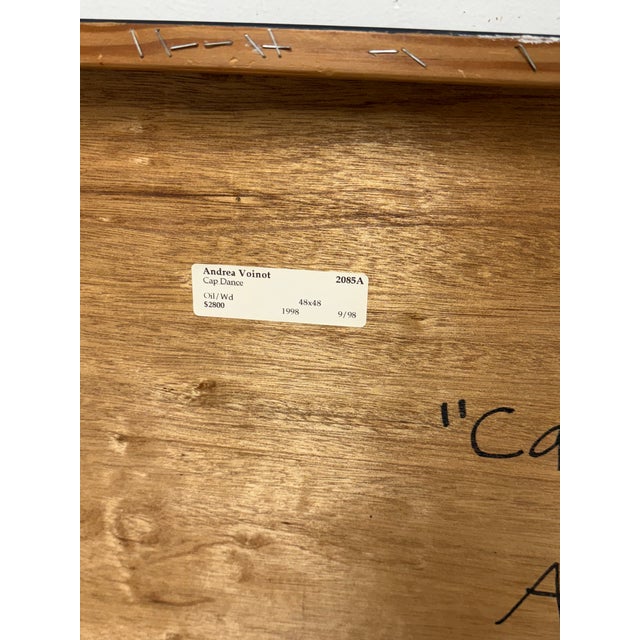 Andrea Voinot 2085A
Cap Dance
Oil/Wd 48x48
$2800 1998 9/98
"Ca
A